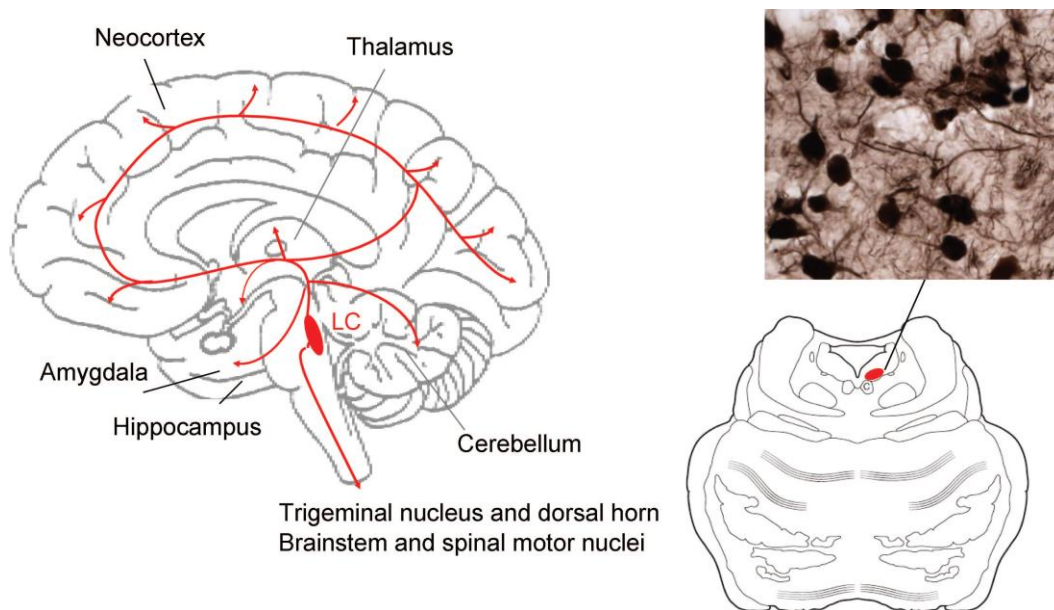 Neocortex
Thalamus
LC
Amygdala
Hippocampus
Cerebellum
Trigeminal nucleus and dorsal horn
Brainstem and spinal motor nuclei